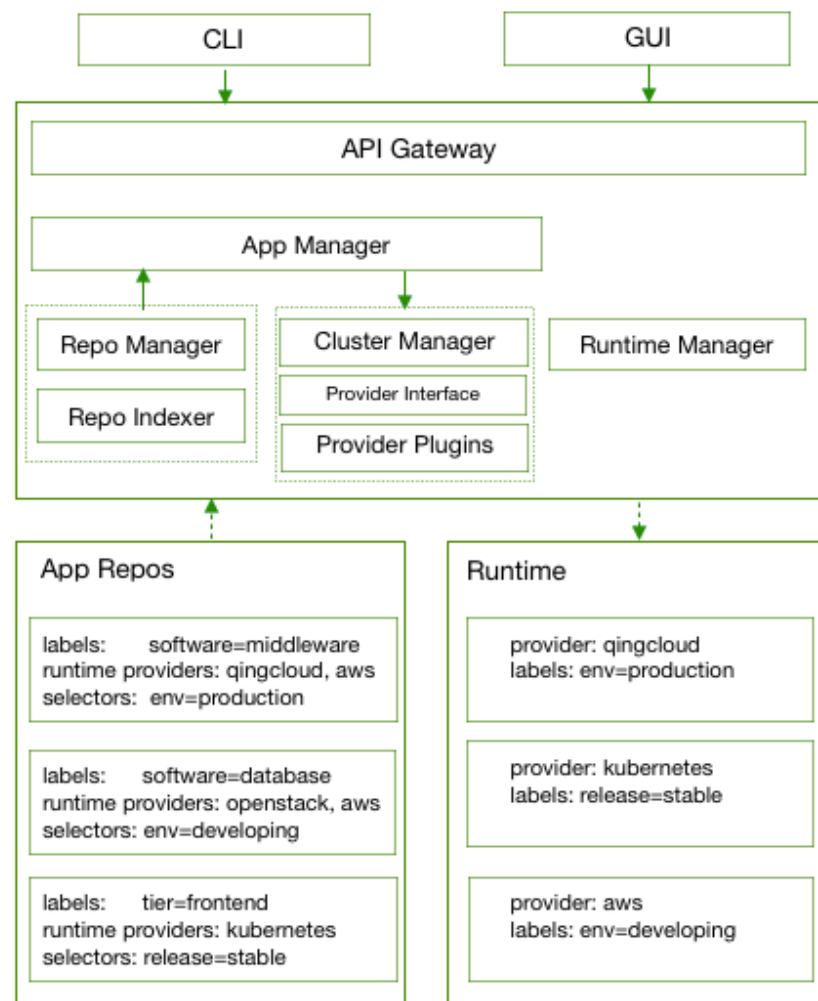 CLI
GUI
API Gateway
App Manager
Repo Manager
Repo Indexer
Cluster Manager
Provider Interface
Provider Plugins
Runtime Manager
App Repos
labels: software=middleware
runtime providers: qingcloud, aws
selectors: env=production
labels: software=database
runtime providers: openstack, aws
selectors: env=developing
labels: tier=frontend
runtime providers: kubernetes
selectors: release=stable
Runtime
provider: qingcloud
labels: env=production
provider: kubernetes
labels: release=stable
provider: aws
labels: env=developing